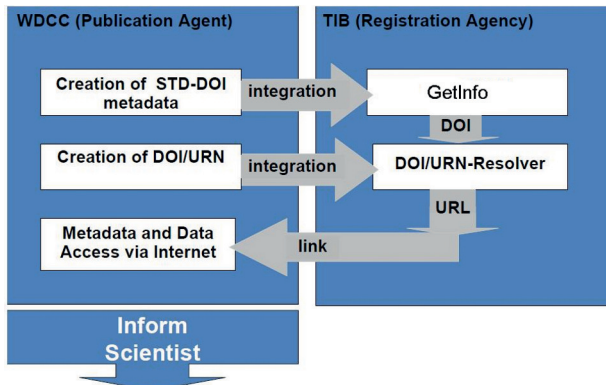 WDCC (Publication Agent)
TIB (Registration Agency)
Creation of STD-DOI
metadata
integration
GetInfo
DOI
Creation of DOI/URN
integration
DOI/URN-Resolver
URL
Metadata and Data
Access via Internet
link
Inform
Scientist